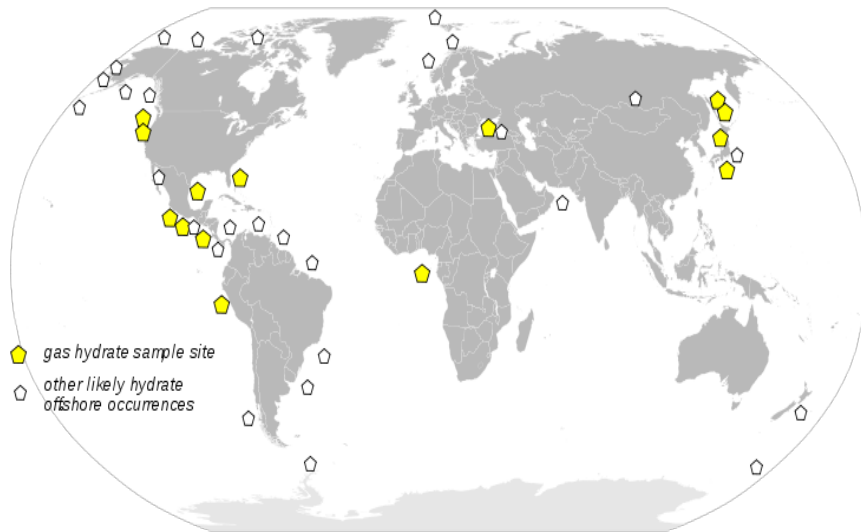 gas hydrate sample site
other likely hydrate
offshore occurrences